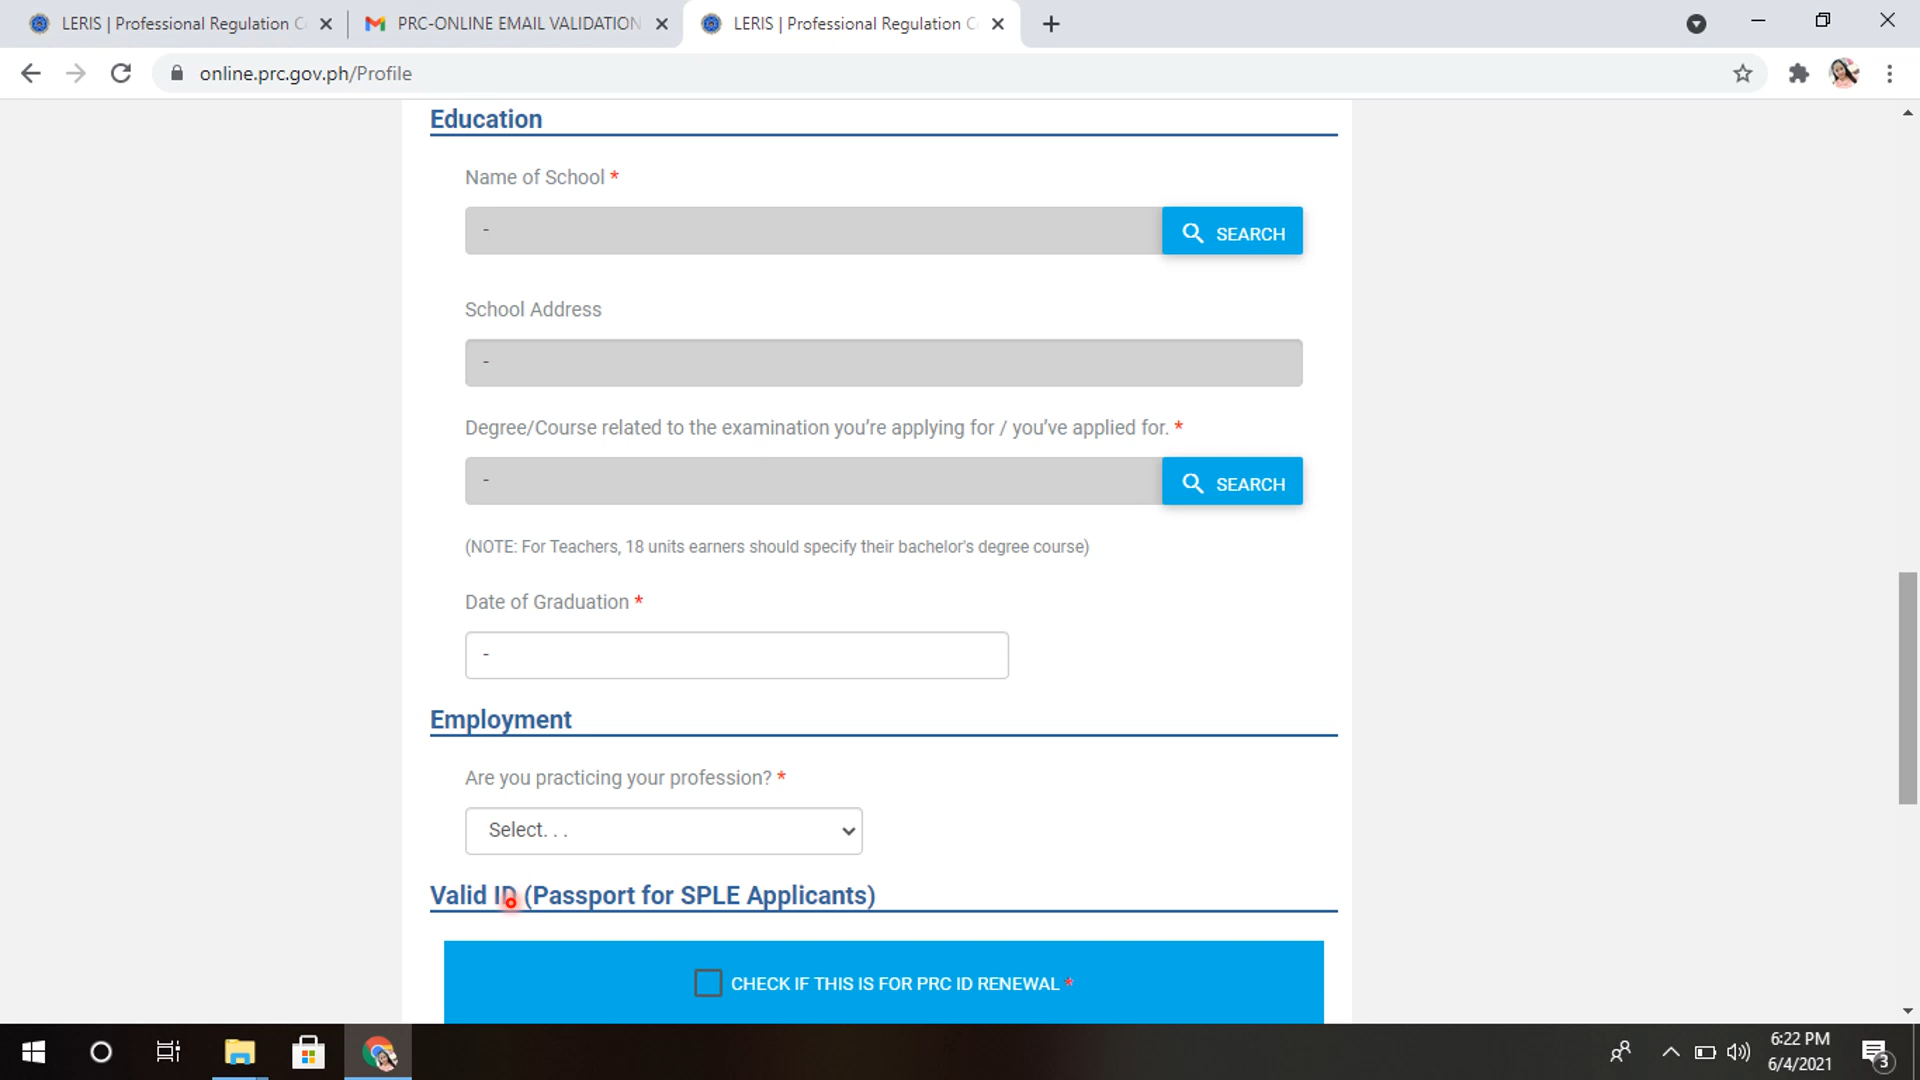 LERIS | Professional Regulation Co
PRC-ONLINE EMAIL VALIDATION
LERIS | Professional Regulation Co
online.prc.gov.ph/Profile
Education
Name of School *
-
SEARCH
School Address
-
Degree/Course related to the examination you're applying for / you've applied for. *
-
SEARCH
(NOTE: For Teachers, 18 units earners should specify their bachelor's degree course)
Date of Graduation *
-
Employment
Are you practicing your profession? *
Select. . .
Valid ID (Passport for SPLE Applicants)
CHECK IF THIS IS FOR PRC ID RENEWAL *
6:22 PM
6/4/2021
3